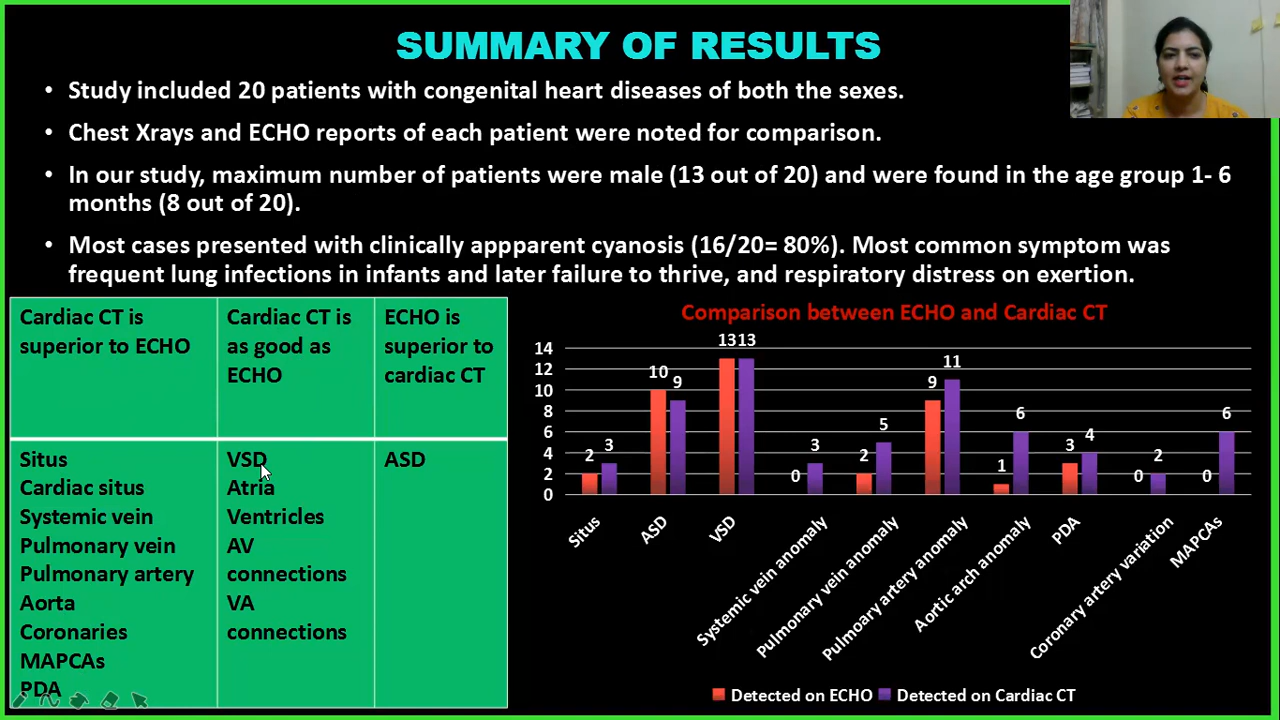 SUMMARY OF RESULTS
• Study included 20 patients with congenital heart diseases of both the sexes.
• Chest Xrays and ECHO reports of each patient were noted for comparison.
• In our study, maximum number of patients were male (13 out of 20) and were found in the age group 1- 6
months (8 out of 20).
• Most cases presented with clinically appparent cyanosis (16/20= 80%). Most common symptom was
frequent lung infections in infants and later failure to thrive, and respiratory distress on exertion.
Cardiac CT is
superior to ECHO
Cardiac CT is
as good as
ECHO
ECHO is
superior to
cardiac CT
Situs
Cardiac situs
Systemic vein
Pulmonary vein
Pulmonary artery
Aorta
Coronaries
MAPCAs
PDA
VSD
Atria
Ventricles
AV
connections
VA
connections
ASD
Comparison between ECHO and Cardiac CT
14
12
10
8
6
4
2
0
2 3
10 9
13 13
0 3
2 5
9 11
1 6
3 4
0 2
0 6
Situs
ASD
VSD
Systemic vein anomaly
Pulmonary vein anomaly
Pulmoary artery anomaly
Aortic arch anomaly
PDA
Coronary artery variation
MAPCAs
Detected on ECHO
Detected on Cardiac CT